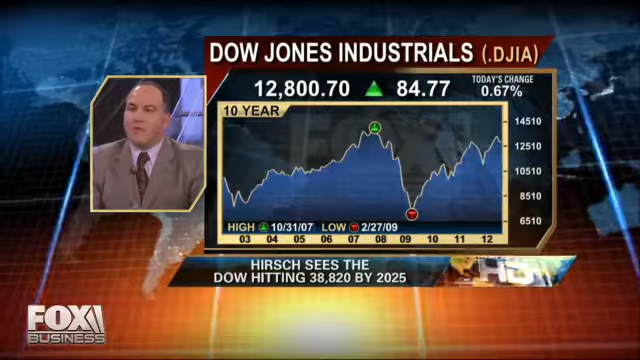 DOW JONES INDUSTRIALS (.DJIA)
12,800.70 84.77
TODAY'S CHANGE
0.67%
10 YEAR
14510
12510
10510
8510
6510
HIGH 10/31/07 LOW 2/27/09
03 04 05 06 07 08 09 10 11 12
HIRSCH SEES THE
DOW HITTING 38,820 BY 2025
FOX
BUSINESS